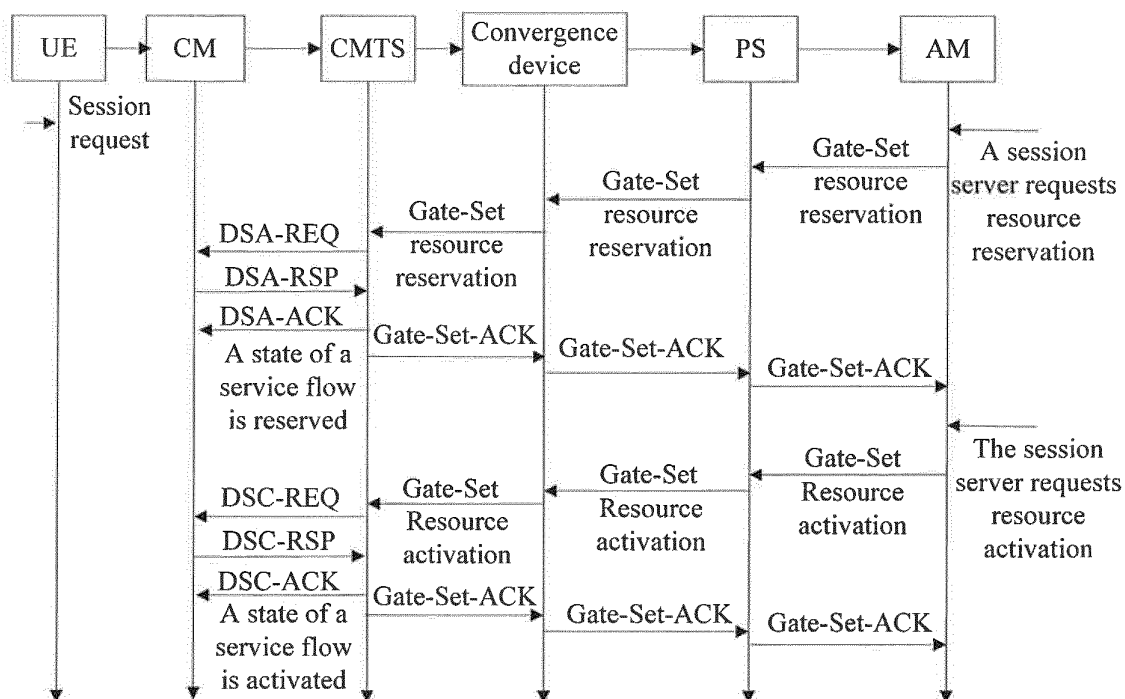 UE
CM
CMTS
Convergence
device
PS
AM
Session
request
A session
server requests
resource
reservation
Gate-Set
resource
reservation
Gate-Set
resource
reservation
Gate-Set
resource
reservation
DSA-REQ
DSA-RSP
DSA-ACK
A state of a
service flow
is reserved
Gate-Set-ACK
Gate-Set-ACK
Gate-Set-ACK
The session
server requests
resource
activation
Gate-Set
Resource
activation
Gate-Set
Resource
activation
Gate-Set
Resource
activation
DSC-REQ
DSC-RSP
DSC-ACK
A state of a
service flow
is activated
Gate-Set-ACK
Gate-Set-ACK
Gate-Set-ACK